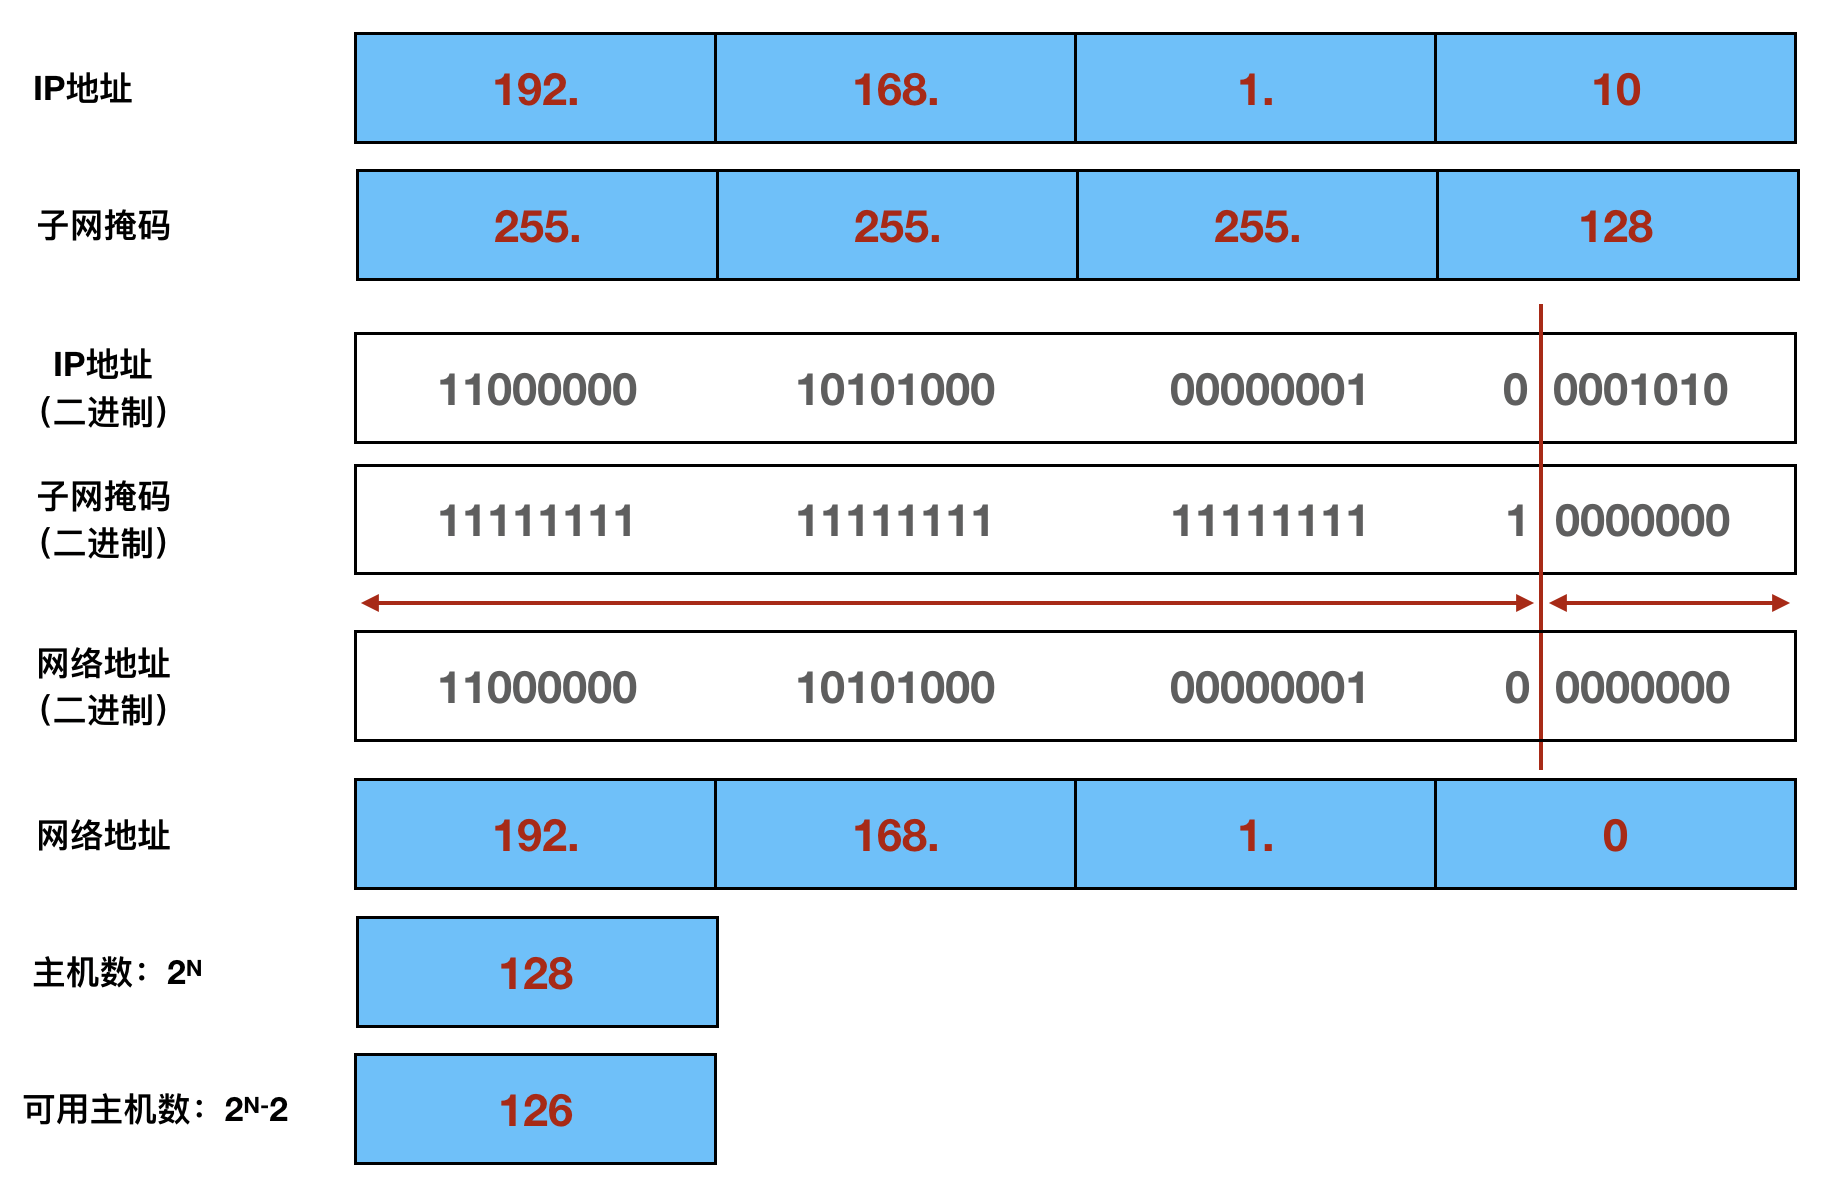 IP地址 192. 168. 1. 10
子网掩码 255. 255. 255. 128
IP地址
（二进制） 11000000 10101000 00000001 0 0001010
子网掩码
（二进制） 11111111 11111111 11111111 1 0000000
网络地址
（二进制） 11000000 10101000 00000001 0 0000000
网络地址 192. 168. 1. 0
主机数：2ᴺ 128
可用主机数：2ᴺ-2 126